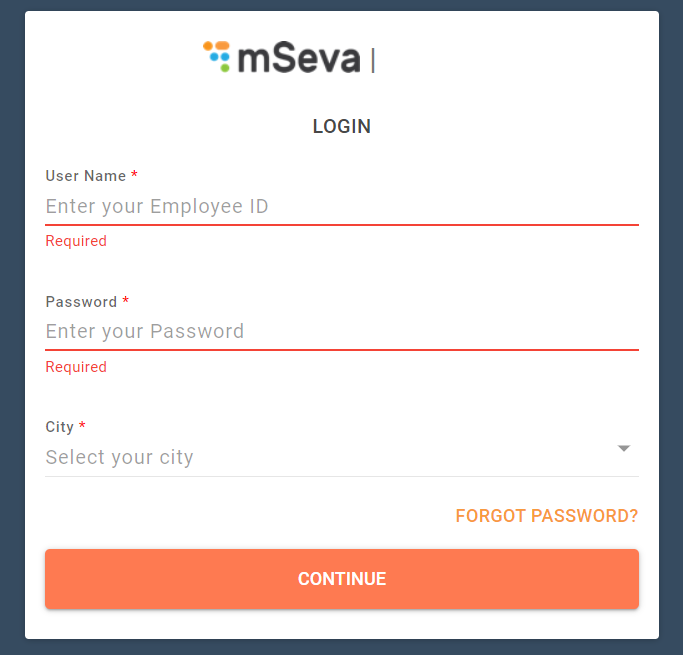 mSeva |
LOGIN
User Name *
Enter your Employee ID
Required
Password *
Enter your Password
Required
City *
Select your city
FORGOT PASSWORD?
CONTINUE